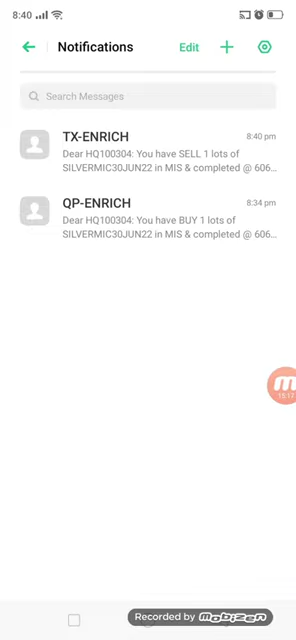 8:40
Notifications
Edit
Search Messages
TX-ENRICH
8:40 pm
Dear HQ100304: You have SELL 1 lots of
SILVERMIC30JUN22 in MIS & completed @ 606...
QP-ENRICH
8:34 pm
Dear HQ100304: You have BUY 1 lots of
SILVERMIC30JUN22 in MIS & completed @ 606...
15:17
Recorded by mobizen